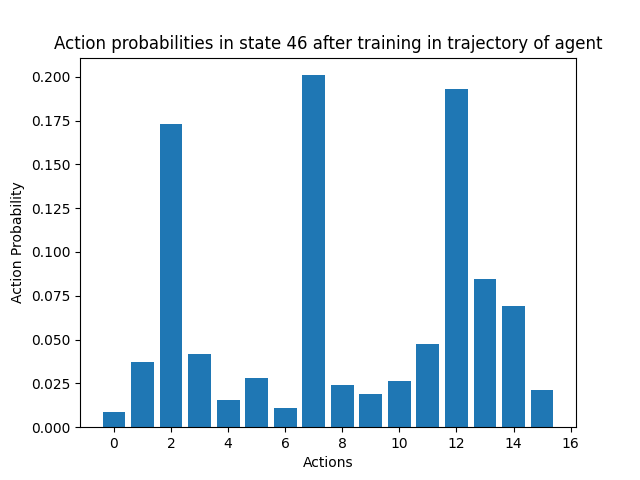 Action probabilities in state 46 after training in trajectory of agent
0.200
0.175
0.150
0.125
0.100
0.075
0.050
0.025
0.000
Action Probability
0 2 4 6 8 10 12 14 16
Actions